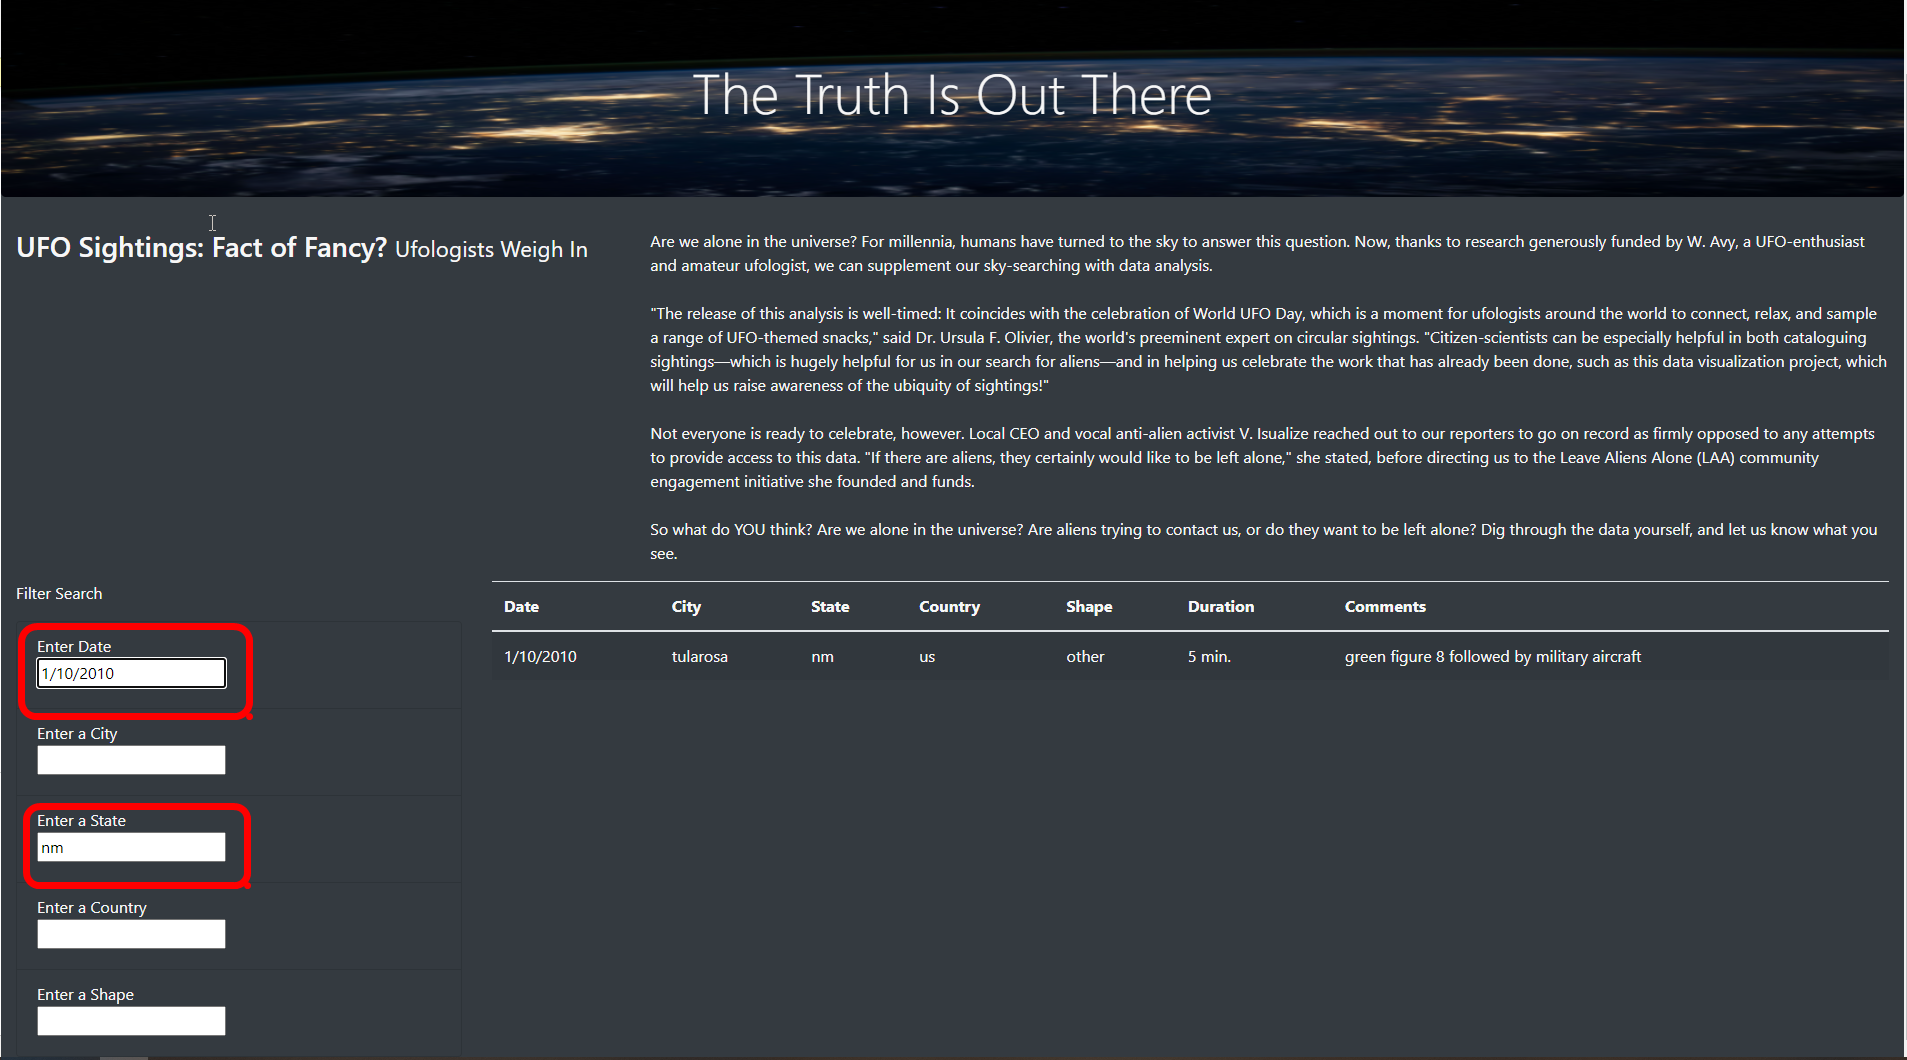 The Truth Is Out There
UFO Sightings: Fact of Fancy? Ufologists Weigh In
Are we alone in the universe? For millennia, humans have turned to the sky to answer this question. Now, thanks to research generously funded by W. Avy, a UFO-enthusiast
and amateur ufologist, we can supplement our sky-searching with data analysis.
"The release of this analysis is well-timed: It coincides with the celebration of World UFO Day, which is a moment for ufologists around the world to connect, relax, and sample
a range of UFO-themed snacks," said Dr. Ursula F. Olivier, the world's preeminent expert on circular sightings. "Citizen-scientists can be especially helpful in both cataloguing
sightings—which is hugely helpful for us in our search for aliens—and in helping us celebrate the work that has already been done, such as this data visualization project, which
will help us raise awareness of the ubiquity of sightings!"
Not everyone is ready to celebrate, however. Local CEO and vocal anti-alien activist V. Isualize reached out to our reporters to go on record as firmly opposed to any attempts
to provide access to this data. "If there are aliens, they certainly would like to be left alone," she stated, before directing us to the Leave Aliens Alone (LAA) community
engagement initiative she founded and funds.
So what do YOU think? Are we alone in the universe? Are aliens trying to contact us, or do they want to be left alone? Dig through the data yourself, and let us know what you
see.
Filter Search
Enter Date
1/10/2010
Enter a City
Enter a State
nm
Enter a Country
Enter a Shape
Date City State Country Shape Duration Comments
1/10/2010 tularosa nm us other 5 min. green figure 8 followed by military aircraft